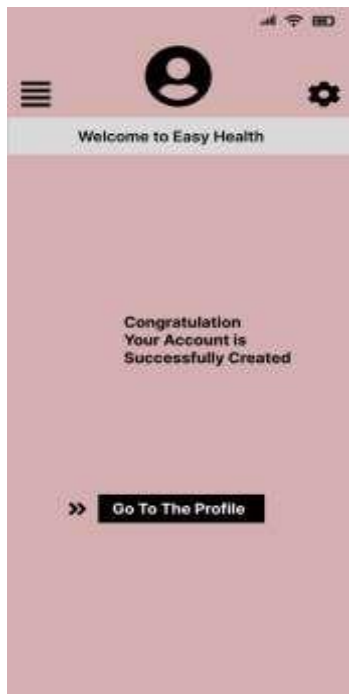 Welcome to Easy Health
Congratulation
Your Account is
Successfully Created
Go To The Profile